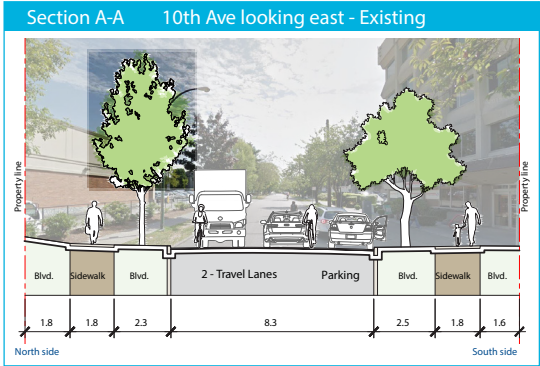 Section A-A 10th Ave looking east - Existing
Property line
Property line
Blvd. Sidewalk Blvd. 2 - Travel Lanes Parking Blvd. Sidewalk Blvd.
1.8 1.8 2.3 8.3 2.5 1.8 1.6
North side South side